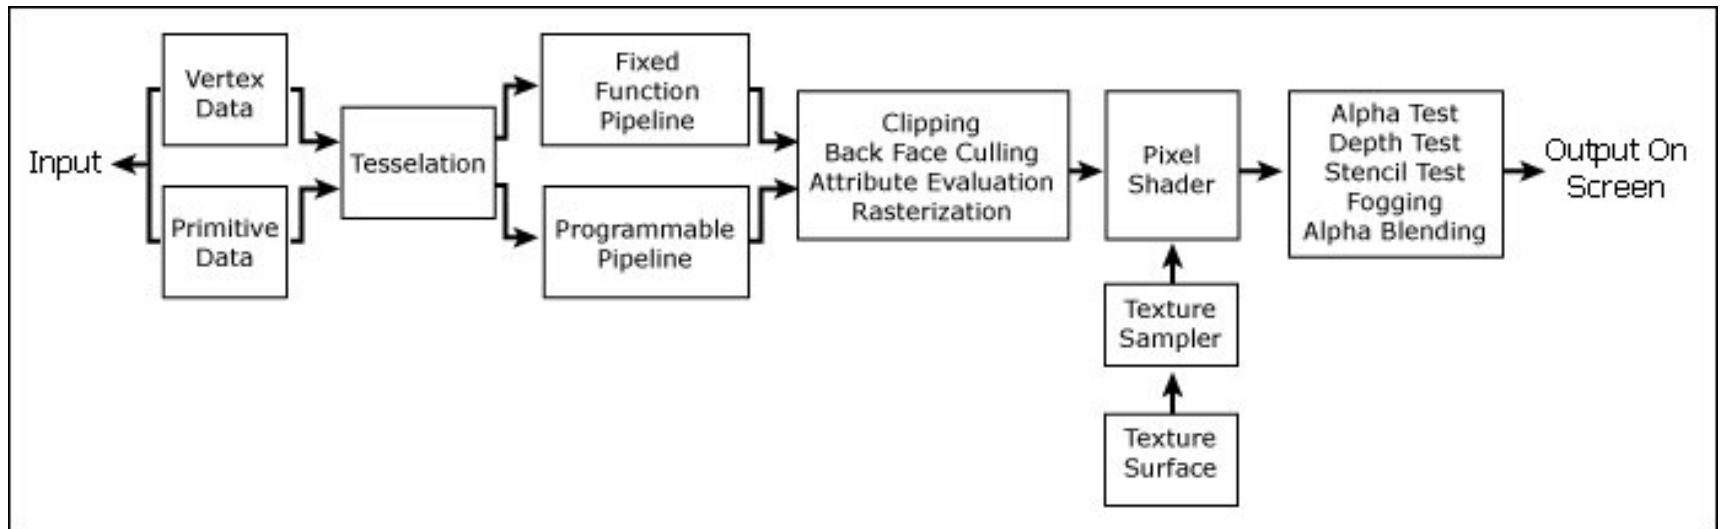 Input
Vertex
Data
Primitive
Data
Tesselation
Fixed
Function
Pipeline
Programmable
Pipeline
Clipping
Back Face Culling
Attribute Evaluation
Rasterization
Pixel
Shader
Texture
Sampler
Texture
Surface
Alpha Test
Depth Test
Stencil Test
Fogging
Alpha Blending
Output On
Screen